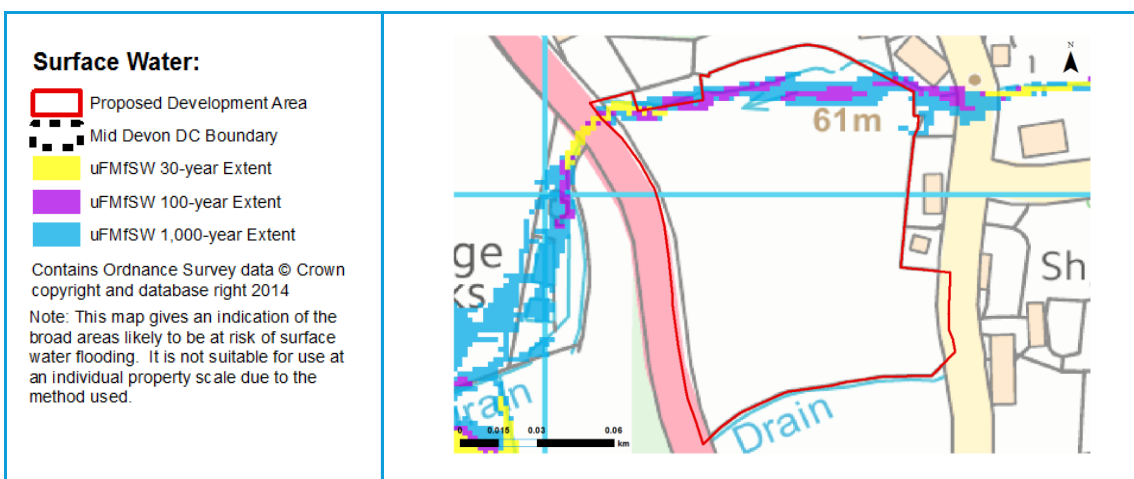 Surface Water:
Proposed Development Area
Mid Devon DC Boundary
uFMfSW 30-year Extent
uFMfSW 100-year Extent
uFMfSW 1,000-year Extent
Contains Ordnance Survey data © Crown
copyright and database right 2014
Note: This map gives an indication of the
broad areas likely to be at risk of surface
water flooding. It is not suitable for use at
an individual property scale due to the
method used.
N
61m
ge
ks
Sh
rain
Drain
0 0.015 0.03 0.06
km